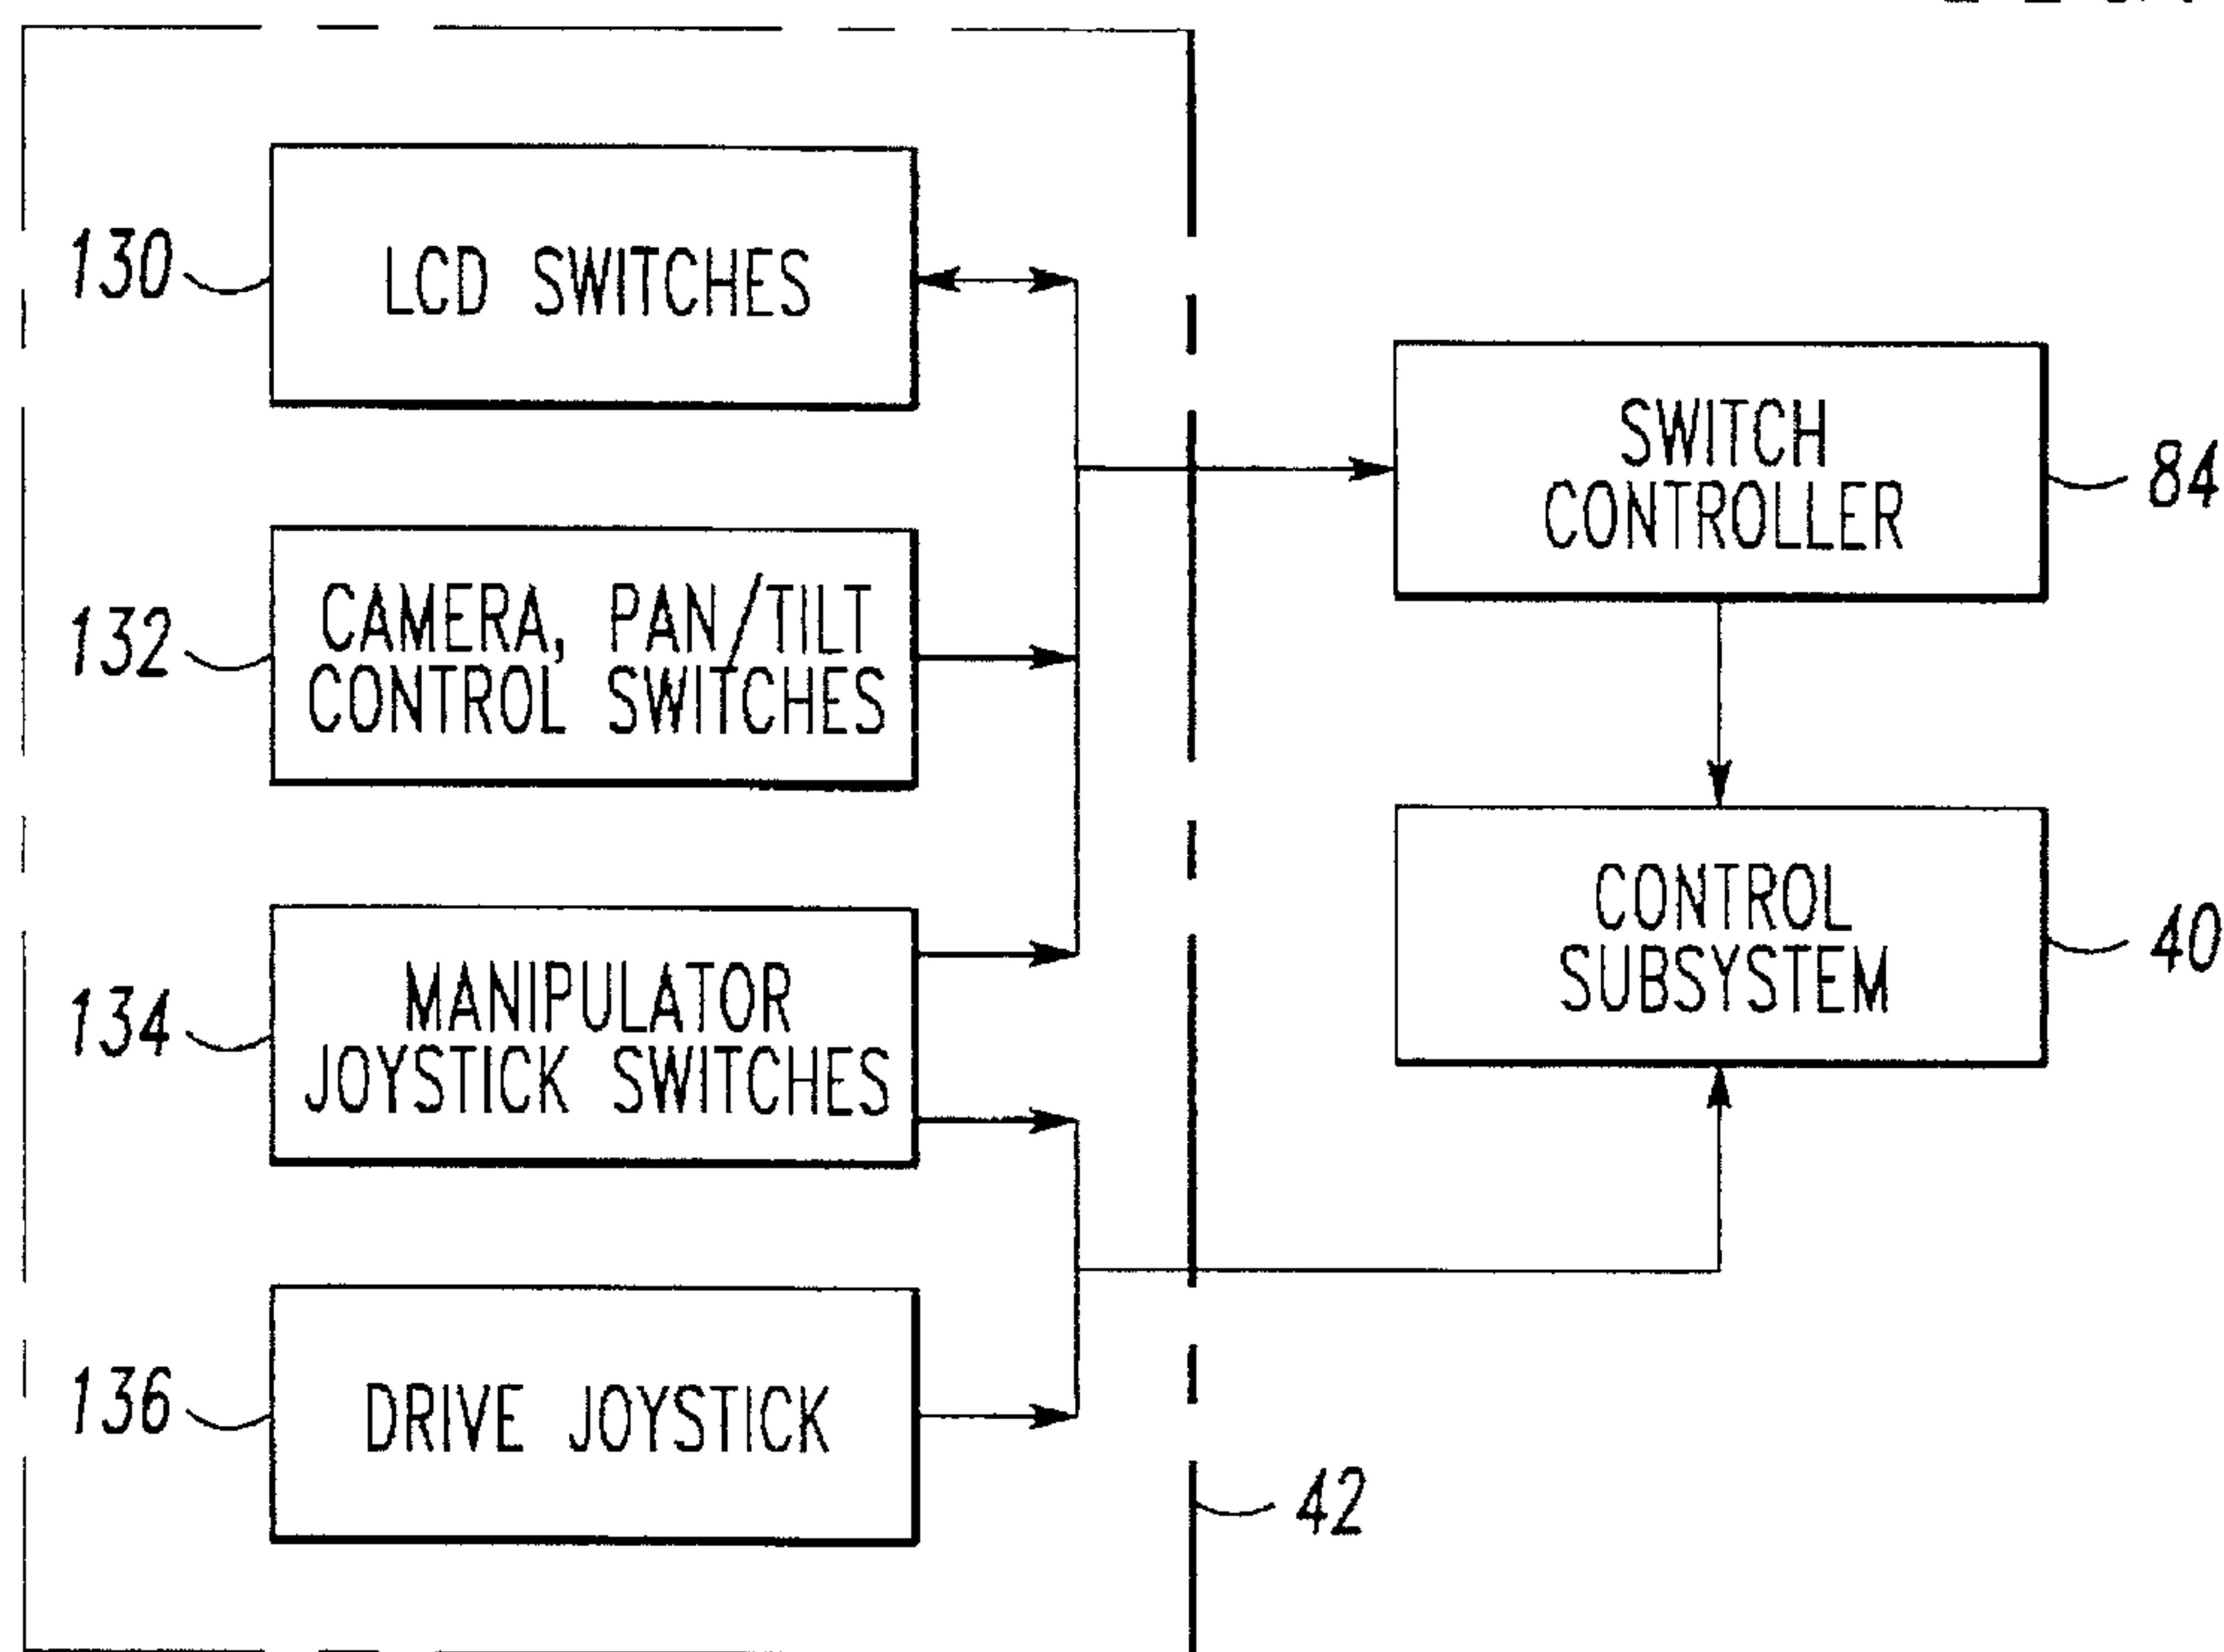 130
LCD SWITCHES
132
CAMERA, PAN/TILT
CONTROL SWITCHES
134
MANIPULATOR
JOYSTICK SWITCHES
136
DRIVE JOYSTICK
42
SWITCH
CONTROLLER
84
CONTROL
SUBSYSTEM
40